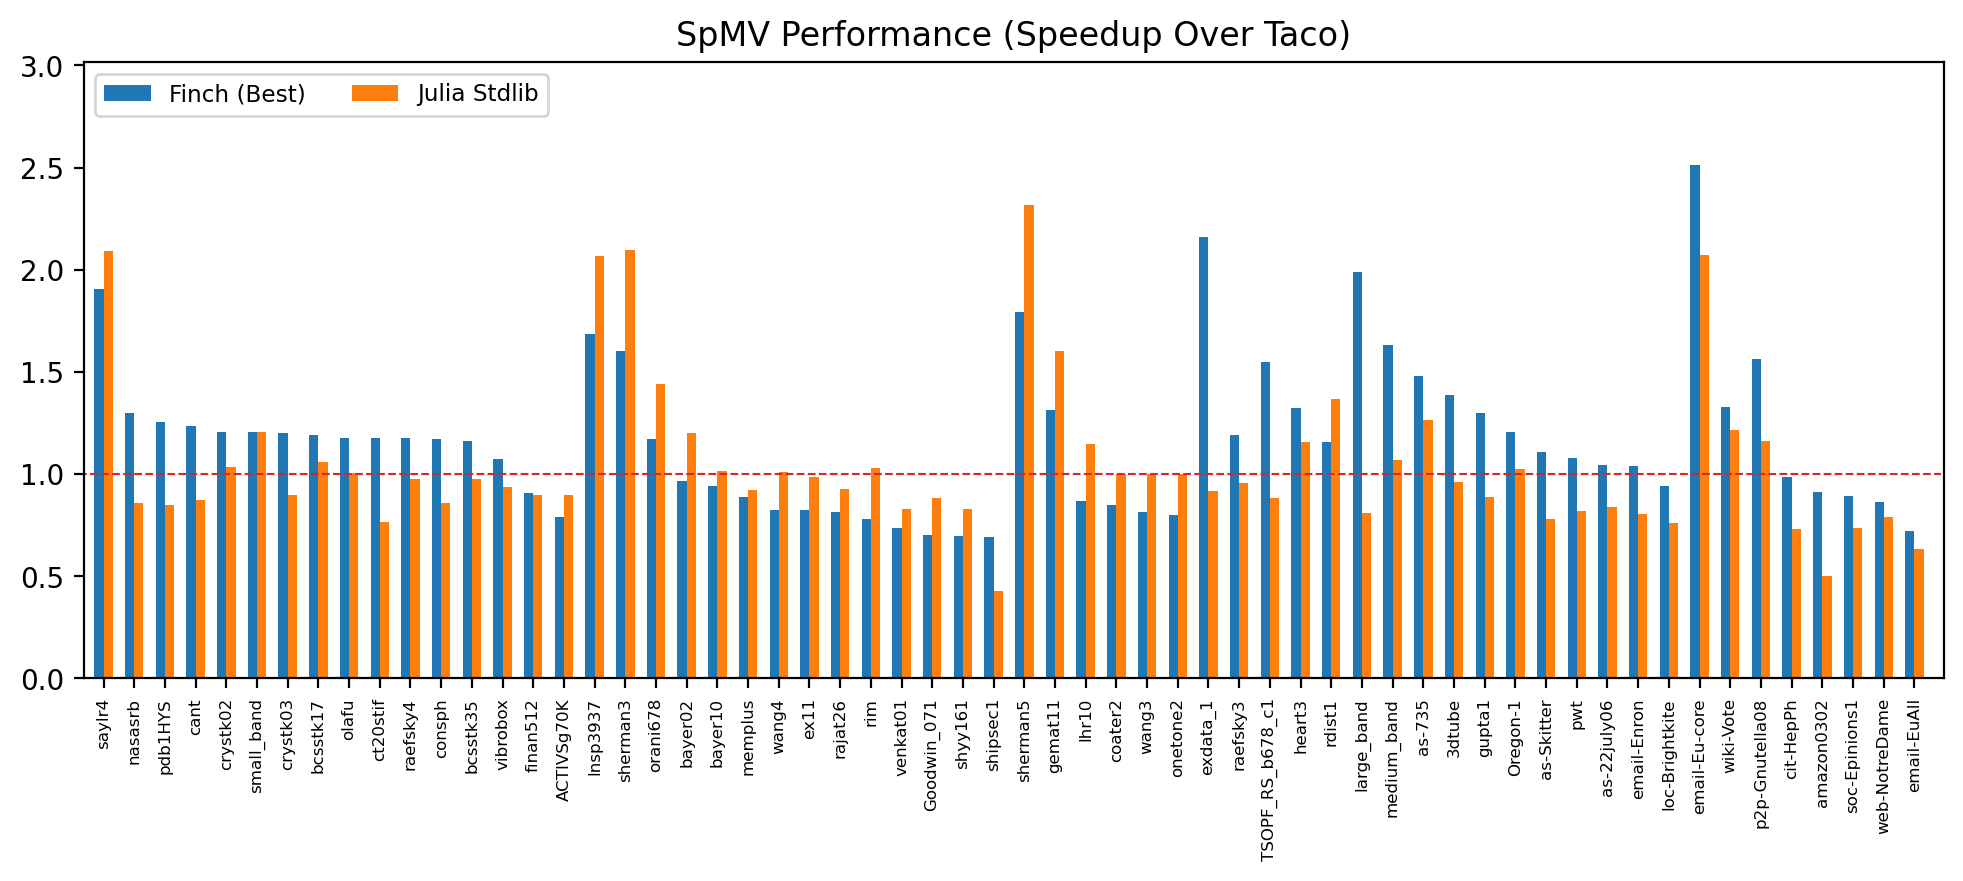 SpMV Performance (Speedup Over Taco)
Finch (Best)
Julia Stdlib
3.0
2.5
2.0
1.5
1.0
0.5
0.0
saylr4
nasasrb
pdb1HYS
cant
crystk02
small_band
crystk03
bcsstk17
olafu
ct20stif
raefsky4
consph
bcsstk35
vibrobox
finan512
ACTIVSg70K
lnsp3937
sherman3
orani678
bayer02
bayer10
memplus
wang4
ex11
rajat26
rim
venkat01
Goodwin_071
shyy161
shipsec1
sherman5
gemat11
lhr10
coater2
wang3
onetone2
exdata_1
raefsky3
TSOPF_RS_b678_c1
heart3
rdist1
large_band
medium_band
as-735
3dtube
gupta1
Oregon-1
as-Skitter
pwt
as-22july06
email-Enron
loc-Brightkite
email-Eu-core
wiki-Vote
p2p-Gnutella08
cit-HepPh
amazon0302
soc-Epinions1
web-NotreDame
email-EuAll